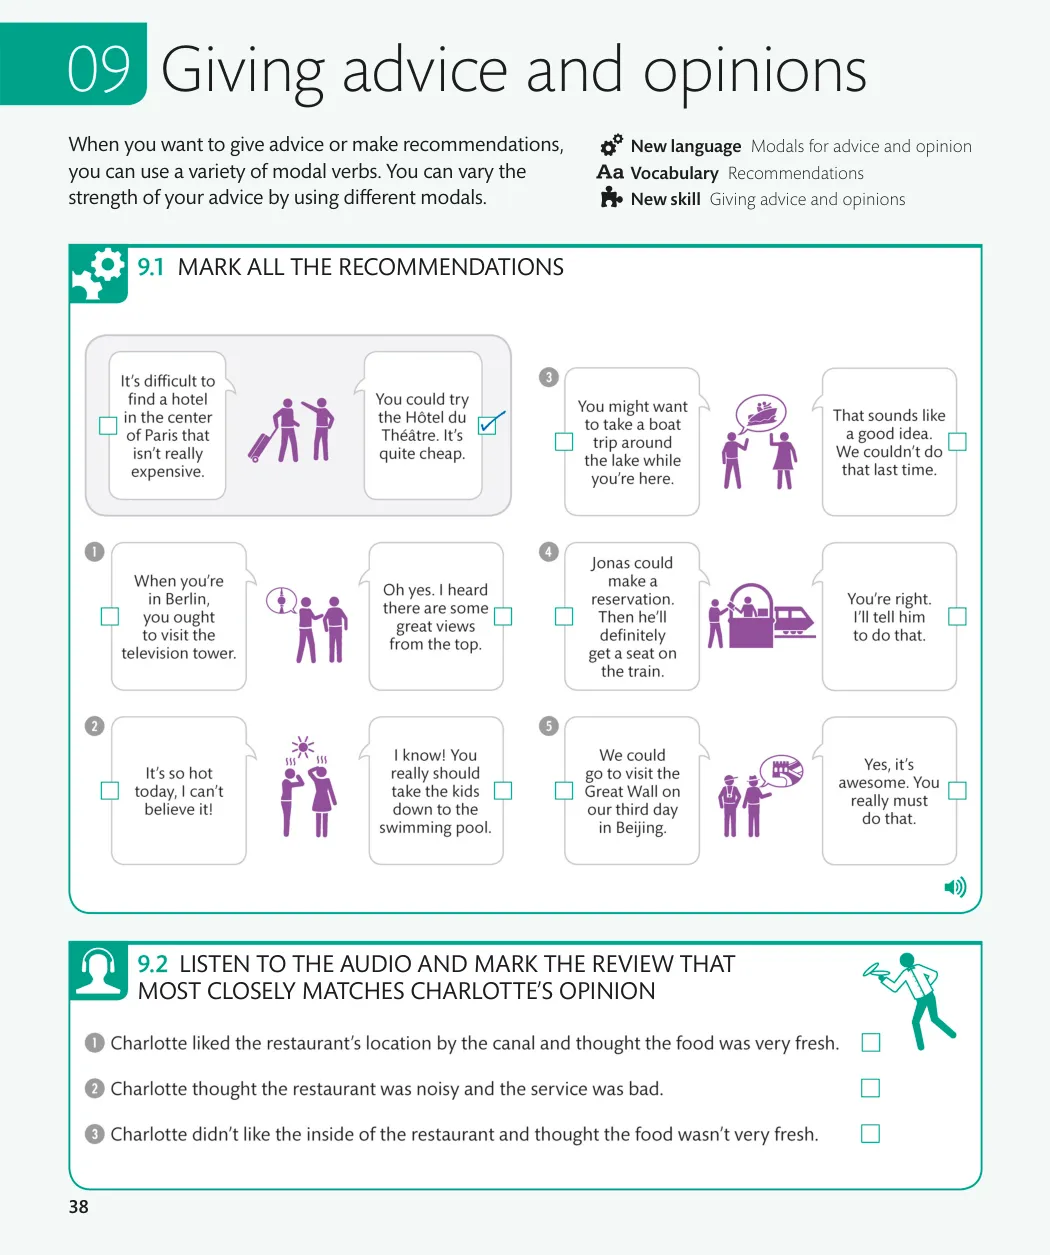 09 Giving advice and opinions
When you want to give advice or make recommendations,
you can use a variety of modal verbs. You can vary the
strength of your advice by using different modals.
New language Modals for advice and opinion
Aa Vocabulary Recommendations
New skill Giving advice and opinions
9.1 MARK ALL THE RECOMMENDATIONS
It’s difficult to
find a hotel
in the center
of Paris that
isn’t really
expensive.
You could try
the Hôtel du
Théâtre. It’s
quite cheap.
1
When you’re
in Berlin,
you ought
to visit the
television tower.
Oh yes. I heard
there are some
great views
from the top.
2
It’s so hot
today, I can’t
believe it!
I know! You
really should
take the kids
down to the
swimming pool.
3
You might want
to take a boat
trip around
the lake while
you’re here.
That sounds like
a good idea.
We couldn’t do
that last time.
4
Jonas could
make a
reservation.
Then he’ll
definitely
get a seat on
the train.
You’re right.
I’ll tell him
to do that.
5
We could
go to visit the
Great Wall on
our third day
in Beijing.
Yes, it’s
awesome. You
really must
do that.
9.2 LISTEN TO THE AUDIO AND MARK THE REVIEW THAT
MOST CLOSELY MATCHES CHARLOTTE’S OPINION
1 Charlotte liked the restaurant’s location by the canal and thought the food was very fresh.
2 Charlotte thought the restaurant was noisy and the service was bad.
3 Charlotte didn’t like the inside of the restaurant and thought the food wasn’t very fresh.
38